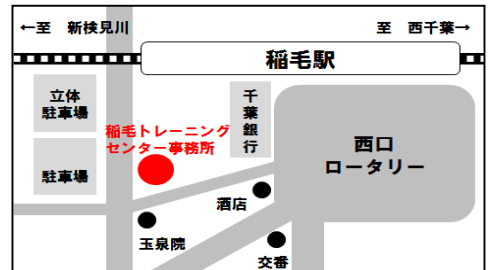 ←至 新検見川
至 西千葉→
稲毛駅
立体
駐車場
千葉銀行
稲毛トレーニング
センター事務所
西口
ロータリー
駐車場
酒店
玉泉院
交番